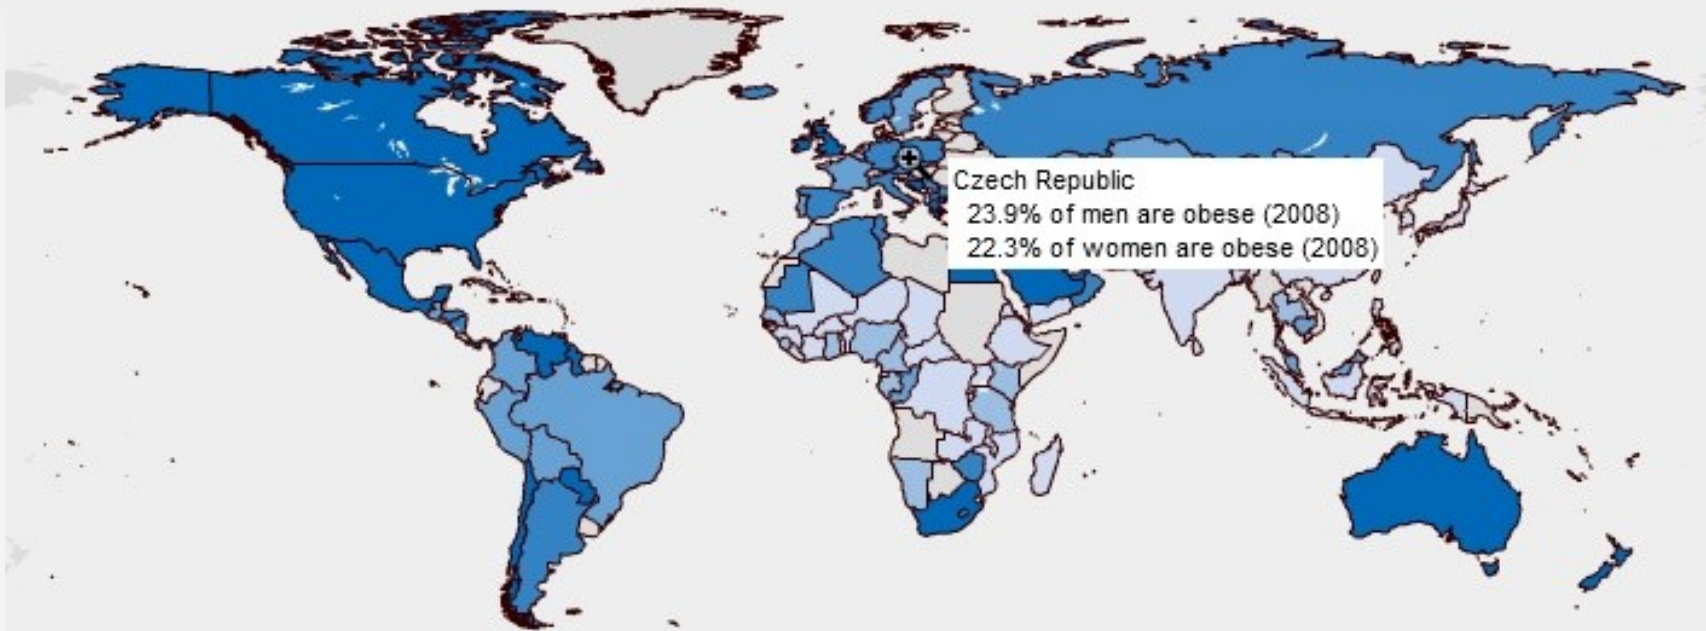 Czech Republic
23.9% of men are obese (2008)
22.3% of women are obese (2008)